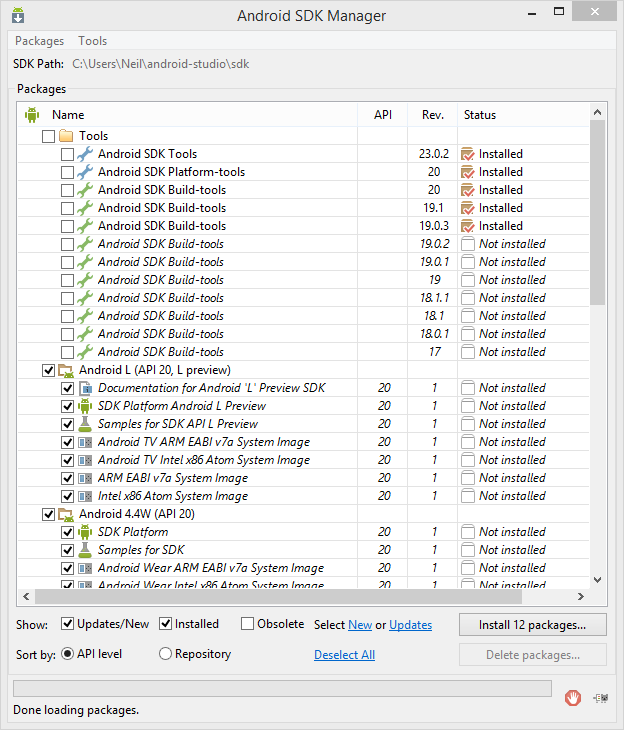 Android SDK Manager
Packages Tools
SDK Path: C:\Users\Neil\android-studio\sdk
Packages
Name API Rev. Status
Tools
Android SDK Tools 23.0.2 Installed
Android SDK Platform-tools 20 Installed
Android SDK Build-tools 20 Installed
Android SDK Build-tools 19.1 Installed
Android SDK Build-tools 19.0.3 Installed
Android SDK Build-tools 19.0.2 Not installed
Android SDK Build-tools 19.0.1 Not installed
Android SDK Build-tools 19 Not installed
Android SDK Build-tools 18.1.1 Not installed
Android SDK Build-tools 18.1 Not installed
Android SDK Build-tools 18.0.1 Not installed
Android SDK Build-tools 17 Not installed
Android L (API 20, L preview)
Documentation for Android 'L' Preview SDK 20 1 Not installed
SDK Platform Android L Preview 20 1 Not installed
Samples for SDK API L Preview 20 1 Not installed
Android TV ARM EABI v7a System Image 20 1 Not installed
Android TV Intel x86 Atom System Image 20 1 Not installed
ARM EABI v7a System Image 20 1 Not installed
Intel x86 Atom System Image 20 1 Not installed
Android 4.4W (API 20)
SDK Platform 20 1 Not installed
Samples for SDK 20 1 Not installed
Android Wear ARM EABI v7a System Image 20 1 Not installed
Android Wear Intel x86 Atom System Image 20 1 Not installed
Show: Updates/New Installed Obsolete Select New or Updates Install 12 packages...
Sort by: API level Repository Deselect All Delete packages...
Done loading packages.